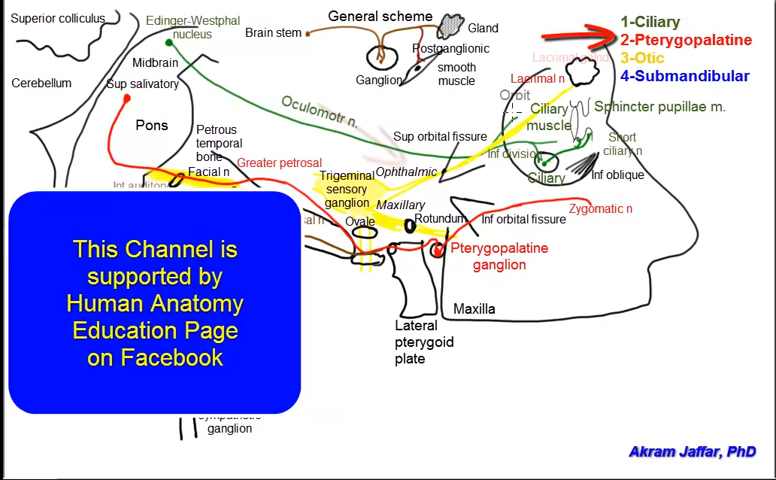 Superior colliculus
Edinger-Westphal
nucleus
General scheme
Brain stem
Gland
Postganglionic
smooth
muscle
Ganglion
1-Ciliary
2-Pterygopalatine
3-Otic
4-Submandibular
Midbrain
Cerebellum
Sup salivatory
Lacrimal n
Orbit
Oculomotr n.
Ciliary
muscle
Sphincter pupillae m.
Pons
Petrous
temporal
bone
Sup orbital fissure
Short
ciliary n
Inf division
Greater petrosal
Facial n
Ophthalmic
Ciliary
Inf oblique
Trigeminal
sensory
ganglion
Inf auditory
Maxillary
Ovale
Rotundum
Inf orbital fissure
Zygomatic n
Pterygopalatine
ganglion
Maxilla
Lateral
pterygoid
plate
This Channel is
supported by
Human Anatomy
Education Page
on Facebook
ganglion
Akram Jaffar, PhD